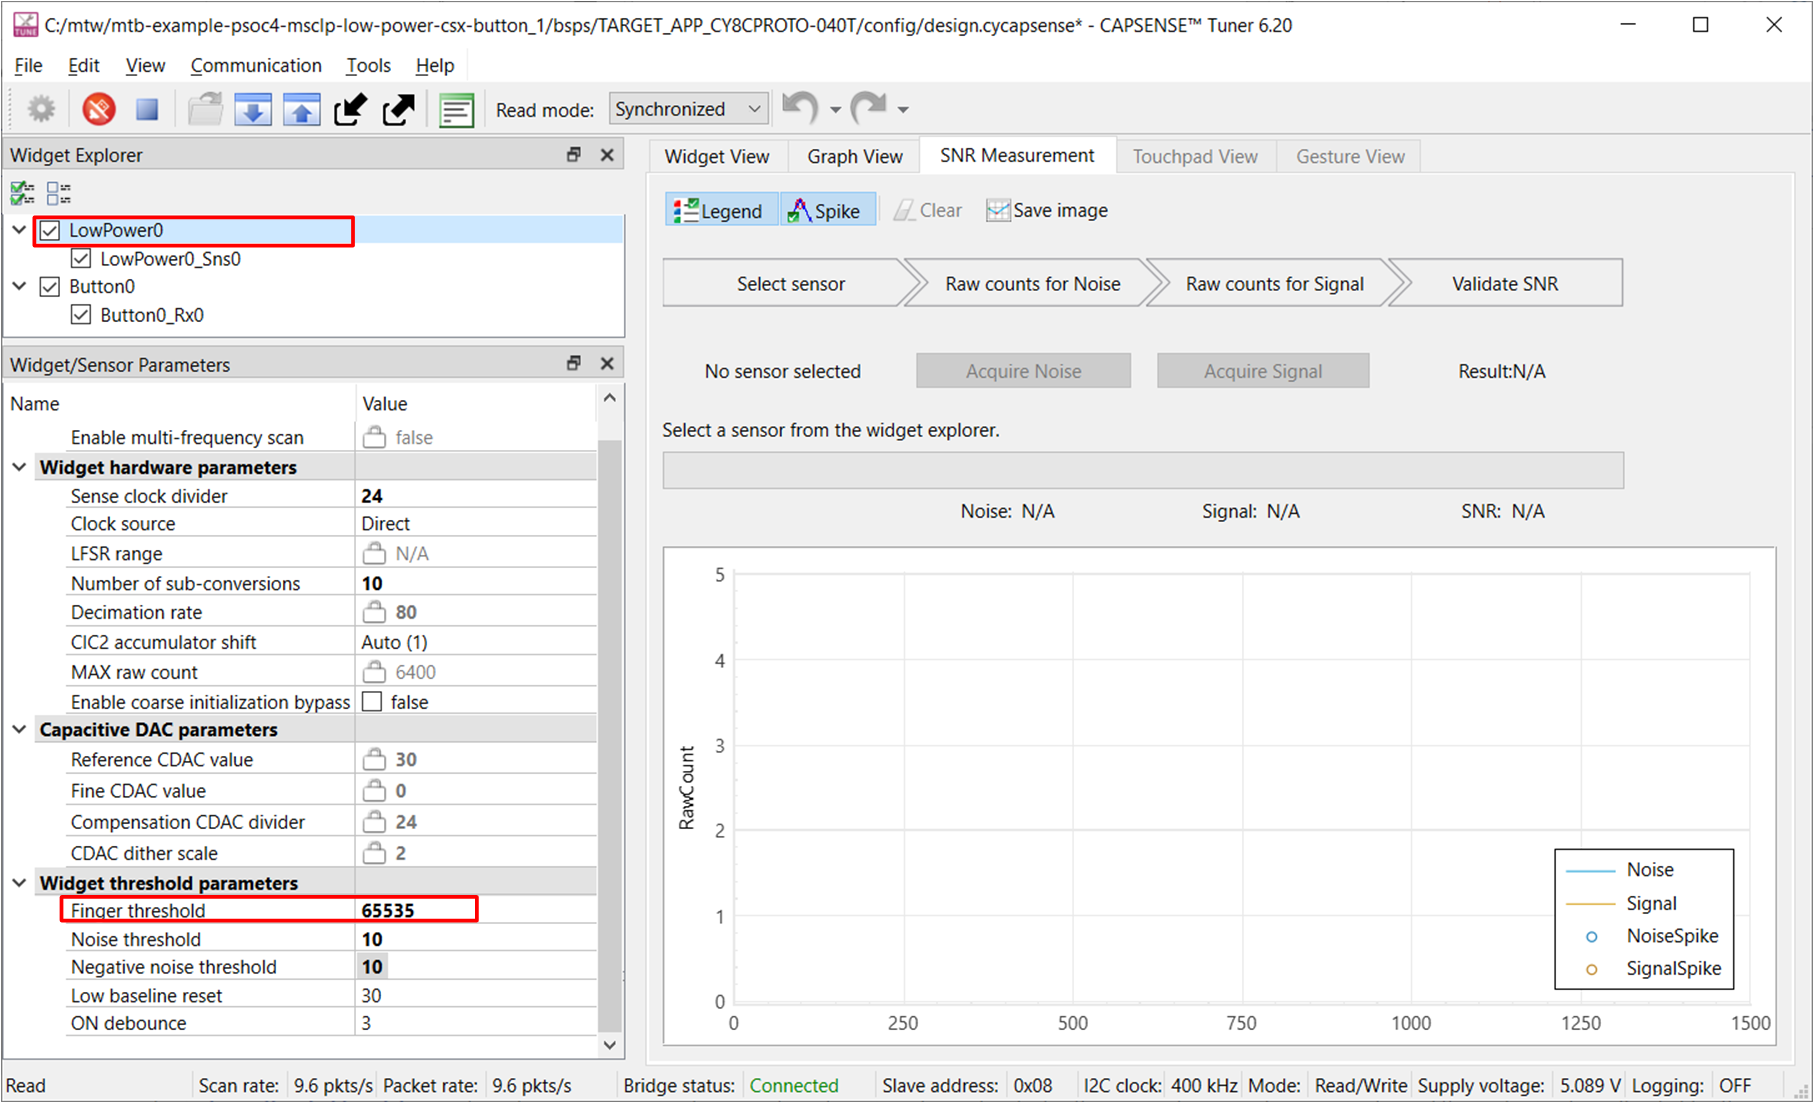 C:/mtw/mtb-example-psoc4-msclp-low-power-csx-button_1/bsps/TARGET_APP_CY8CPROTO-040T/config/design.cycapsense* - CAPSENSE™ Tuner 6.20
File Edit View Communication Tools Help
Read mode: Synchronized
Widget Explorer
LowPower0
LowPower0_Sns0
Button0
Button0_Rx0
Widget/Sensor Parameters
Name Value
Enable multi-frequency scan false
Widget hardware parameters
Sense clock divider 24
Clock source Direct
LFSR range N/A
Number of sub-conversions 10
Decimation rate 80
CIC2 accumulator shift Auto (1)
MAX raw count 6400
Enable coarse initialization bypass false
Capacitive DAC parameters
Reference CDAC value 30
Fine CDAC value 0
Compensation CDAC divider 24
CDAC dither scale 2
Widget threshold parameters
Finger threshold 65535
Noise threshold 10
Negative noise threshold 10
Low baseline reset 30
ON debounce 3
Widget View Graph View SNR Measurement Touchpad View Gesture View
Legend Spike Clear Save image
Select sensor Raw counts for Noise Raw counts for Signal Validate SNR
No sensor selected Acquire Noise Acquire Signal Result:N/A
Select a sensor from the widget explorer.
Noise: N/A Signal: N/A SNR: N/A
RawCount
5
4
3
2
1
0
0 250 500 750 1000 1250 1500
Noise
Signal
NoiseSpike
SignalSpike
Read Scan rate: 9.6 pkts/s Packet rate: 9.6 pkts/s Bridge status: Connected Slave address: 0x08 I2C clock: 400 kHz Mode: Read/Write Supply voltage: 5.089 V Logging: OFF